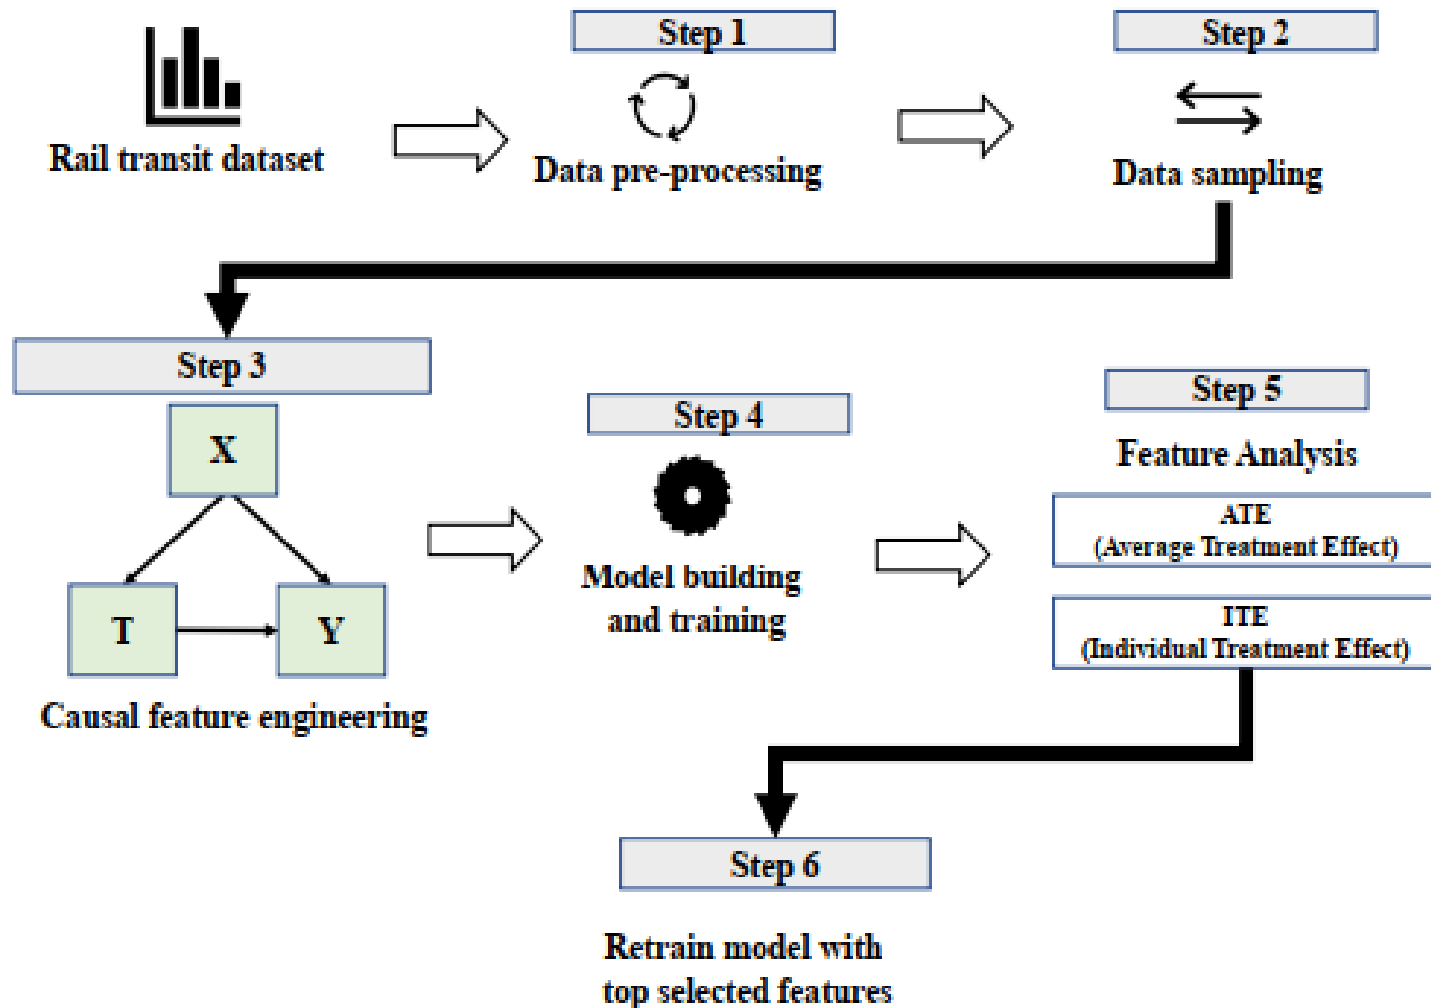 Step 1
Step 2
Rail transit dataset
Data pre-processing
Data sampling
Step 3
X
T
Y
Causal feature engineering
Step 4
Model building
and training
Step 5
Feature Analysis
ATE
(Average Treatment Effect)
ITE
(Individual Treatment Effect)
Step 6
Retrain model with
top selected features